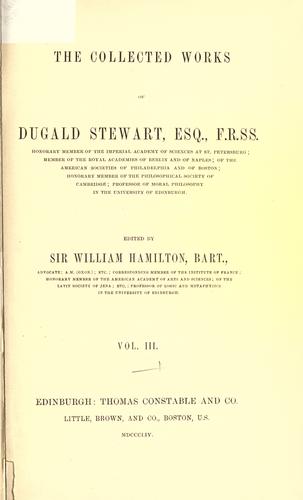 THE COLLECTED WORKS
OF
DUGALD STEWART, ESQ., F.R.SS.
HONORARY MEMBER OF THE IMPERIAL ACADEMY OF SCIENCES AT ST. PETERSBURG;
MEMBER OF THE ROYAL ACADEMIES OF BERLIN AND OF NAPLES; OF THE
AMERICAN SOCIETIES OF PHILADELPHIA AND OF BOSTON;
HONORARY MEMBER OF THE PHILOSOPHICAL SOCIETY OF
CAMBRIDGE; PROFESSOR OF MORAL PHILOSOPHY
IN THE UNIVERSITY OF EDINBURGH.
EDITED BY
SIR WILLIAM HAMILTON, BART.,
ADVOCATE; A.M. (OXON.); ETC.; CORRESPONDING MEMBER OF THE INSTITUTE OF FRANCE;
HONORARY MEMBER OF THE AMERICAN ACADEMY OF ARTS AND SCIENCES; OF THE
LATIN SOCIETY OF JENA; ETC.; PROFESSOR OF LOGIC AND METAPHYSICS
IN THE UNIVERSITY OF EDINBURGH.
VOL. III.
EDINBURGH: THOMAS CONSTABLE AND CO.
LITTLE, BROWN, AND CO., BOSTON, U.S.
MDCCCLIV.